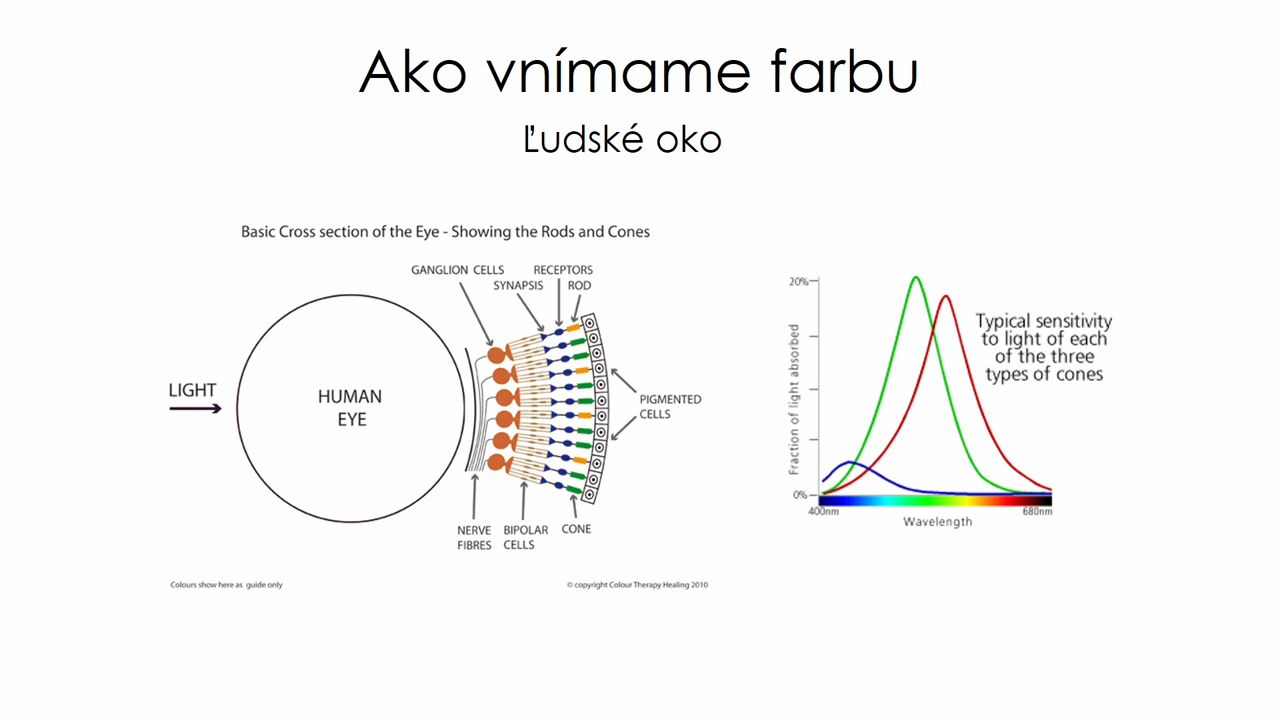 Ako vnímame farbu
Ľudské oko
Basic Cross section of the Eye - Showing the Rods and Cones
GANGLION CELLS
RECEPTORS
SYNAPSIS
ROD
LIGHT
HUMAN
EYE
PIGMENTED
CELLS
NERVE
FIBRES
BIPOLAR
CELLS
CONE
Colours show here as guide only
© copyright Colour Therapy Healing 2010
20%
Typical sensitivity
to light of each
of the three
types of cones
Fraction of light absorbed
0%
400nm
680nm
Wavelength